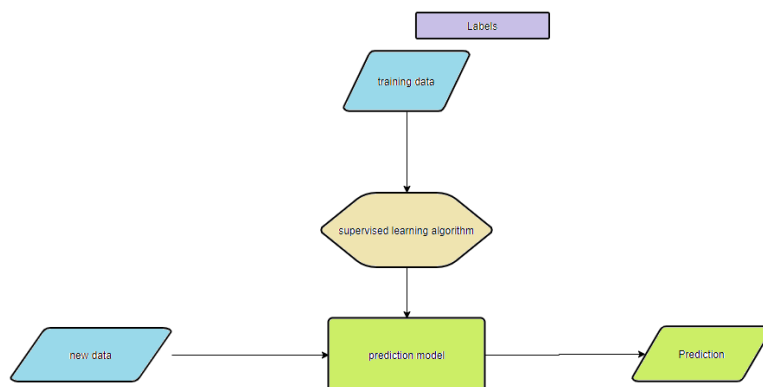 Labels
training data
supervised learning algorithm
new data
prediction model
Prediction